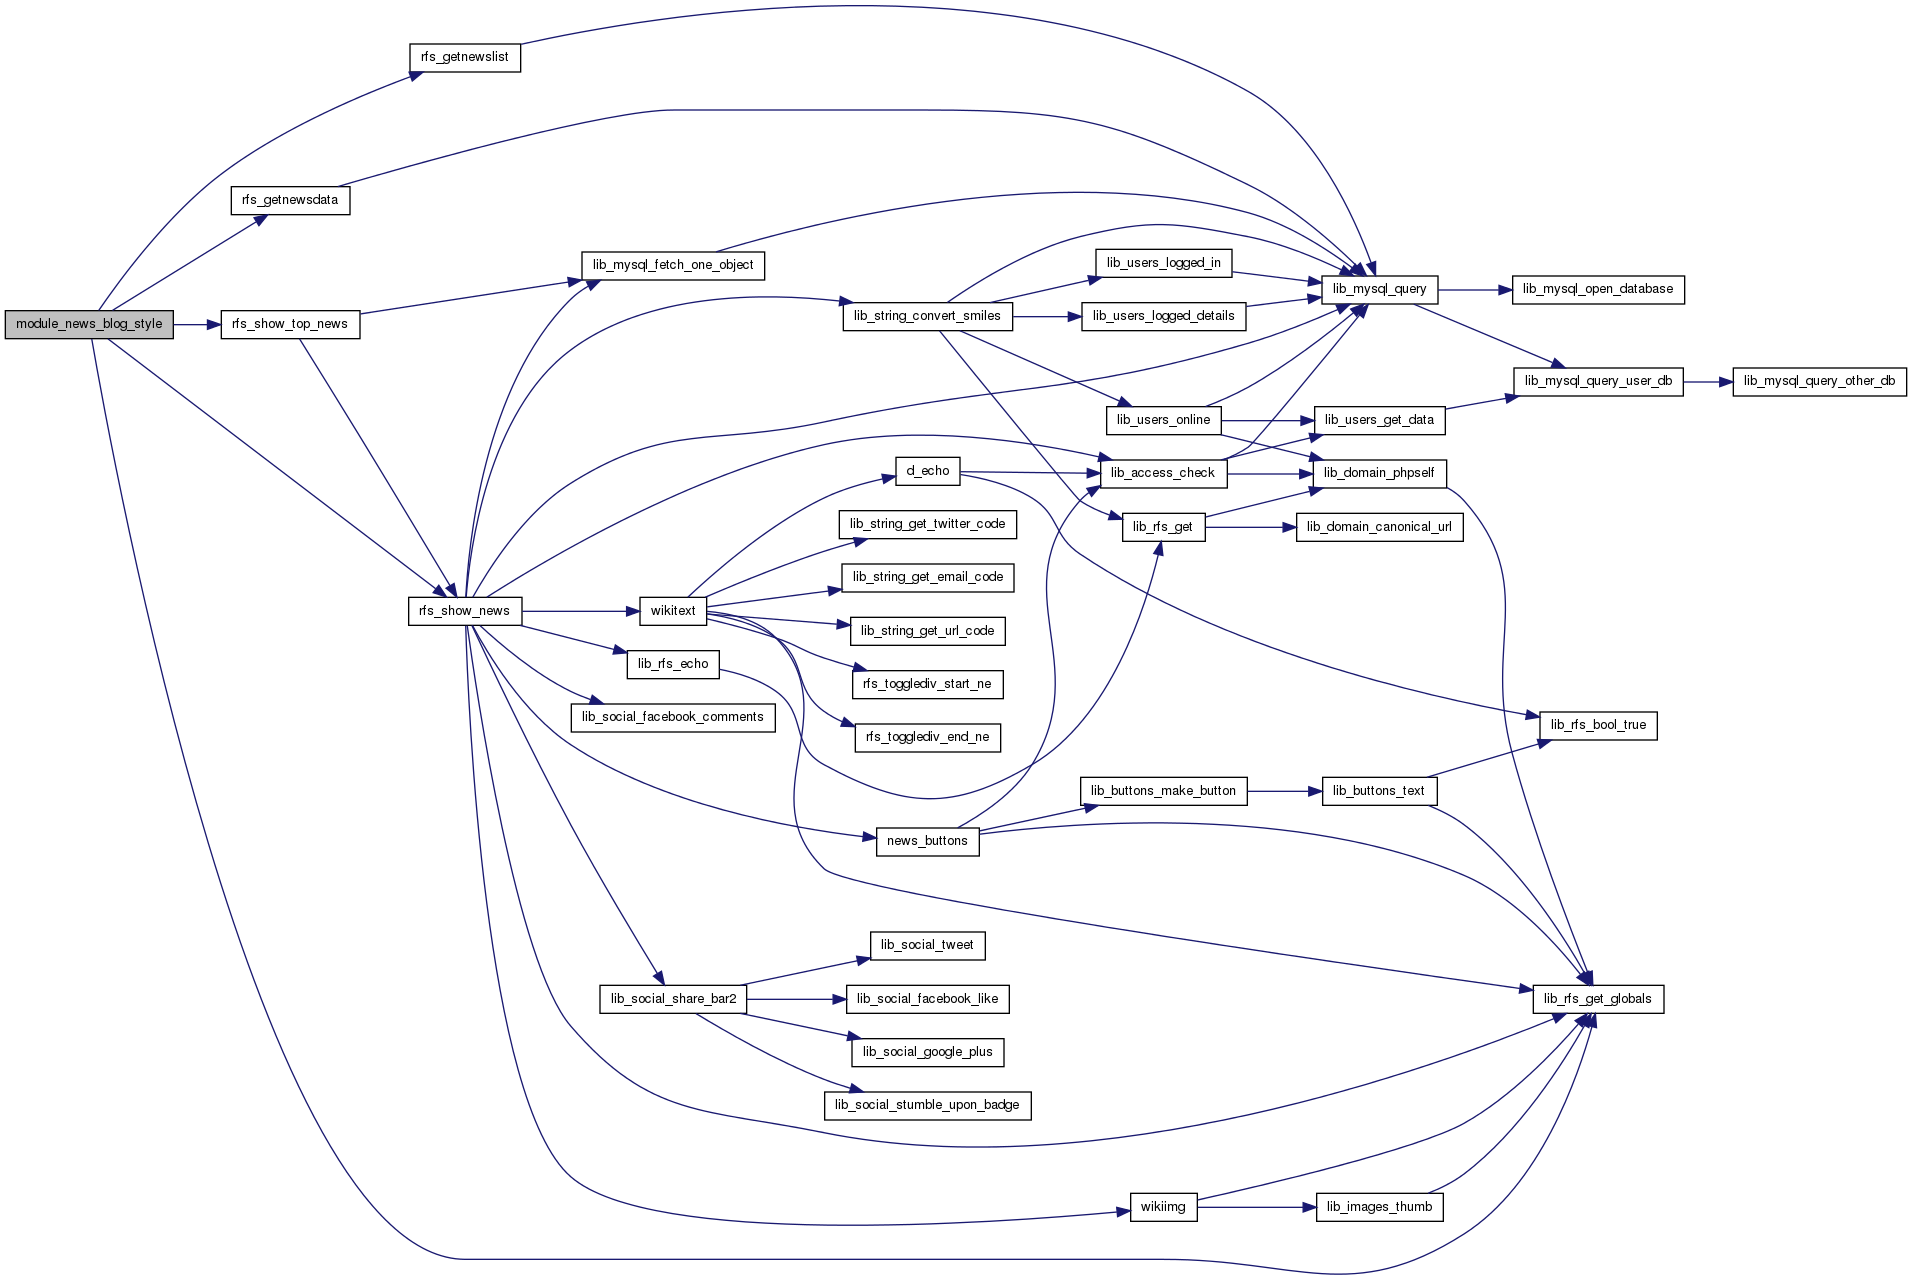 rfs_getnewslist
rfs_getnewsdata
lib_mysql_fetch_one_object
lib_users_logged_in
lib_mysql_query
lib_mysql_open_database
module_news_blog_style
rfs_show_top_news
lib_string_convert_smiles
lib_users_logged_details
lib_mysql_query_user_db
lib_mysql_query_other_db
lib_users_online
lib_users_get_data
d_echo
lib_access_check
lib_domain_phpself
lib_string_get_twitter_code
lib_rfs_get
lib_domain_canonical_url
lib_string_get_email_code
rfs_show_news
wikitext
lib_string_get_url_code
lib_rfs_echo
rfs_togglediv_start_ne
lib_social_facebook_comments
rfs_togglediv_end_ne
lib_rfs_bool_true
lib_buttons_make_button
lib_buttons_text
news_buttons
lib_social_tweet
lib_social_share_bar2
lib_social_facebook_like
lib_rfs_get_globals
lib_social_google_plus
lib_social_stumble_upon_badge
wikiimg
lib_images_thumb